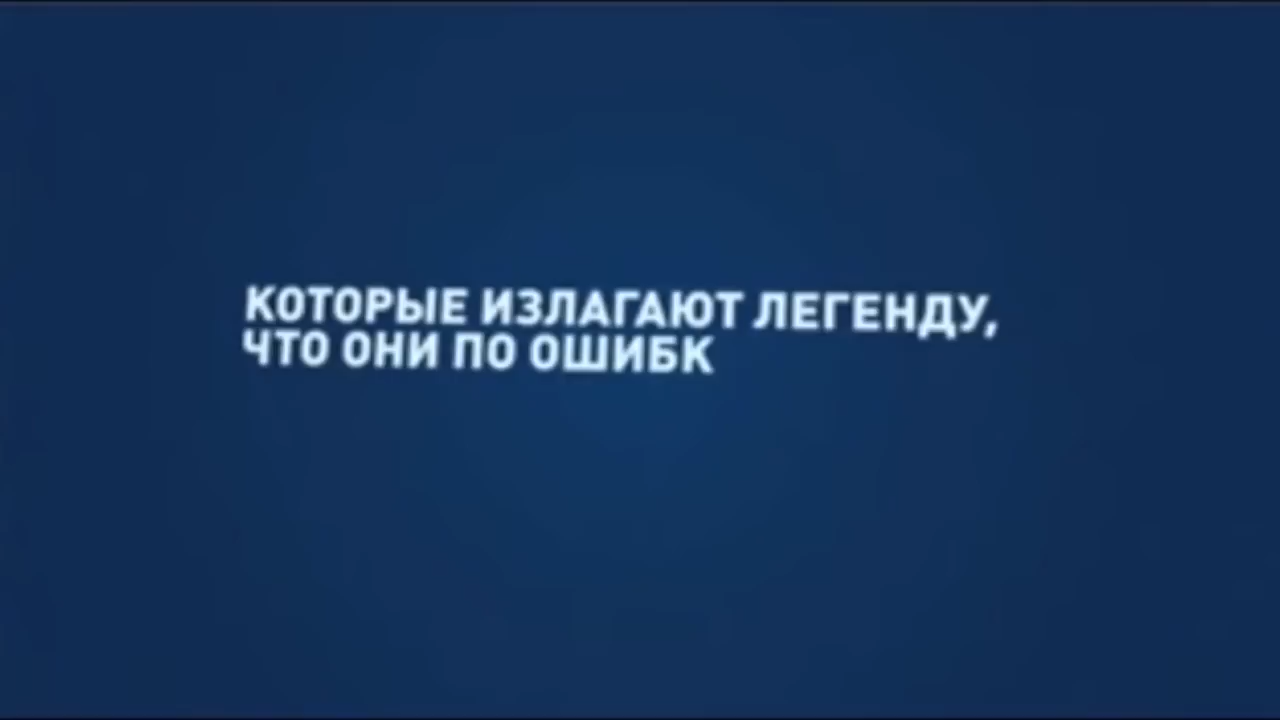 КОТОРЫЕ ИЗЛАГАЮТ ЛЕГЕНДУ,
ЧТО ОНИ ПО ОШИБК